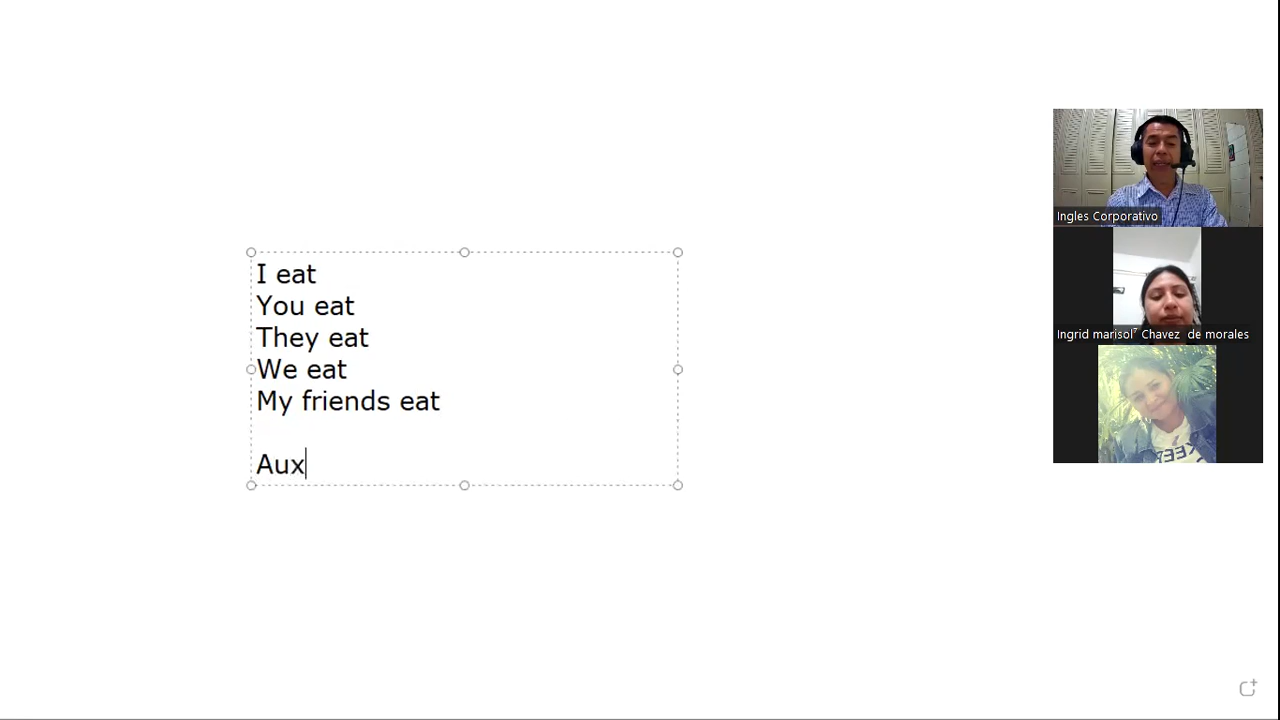 I eat
You eat
They eat
We eat
My friends eat
Aux
Ingles Corporativo
Ingrid marisol˜ Chavez de morales